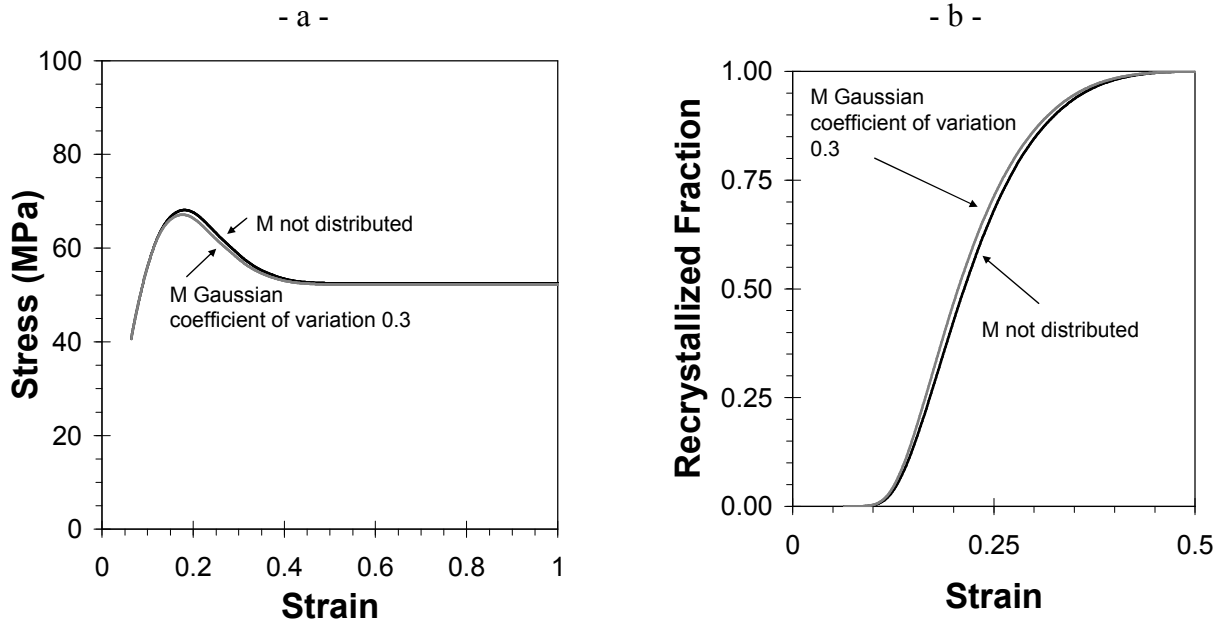 - a -
100
80
60
40
20
0
Stress (MPa)
M not distributed
M Gaussian
coefficient of variation 0.3
0
0.2
0.4
0.6
0.8
1
Strain
- b -
1.00
0.75
0.50
0.25
0.00
Recrystallized Fraction
M Gaussian
coefficient of variation
0.3
M not distributed
0
0.25
0.5
Strain